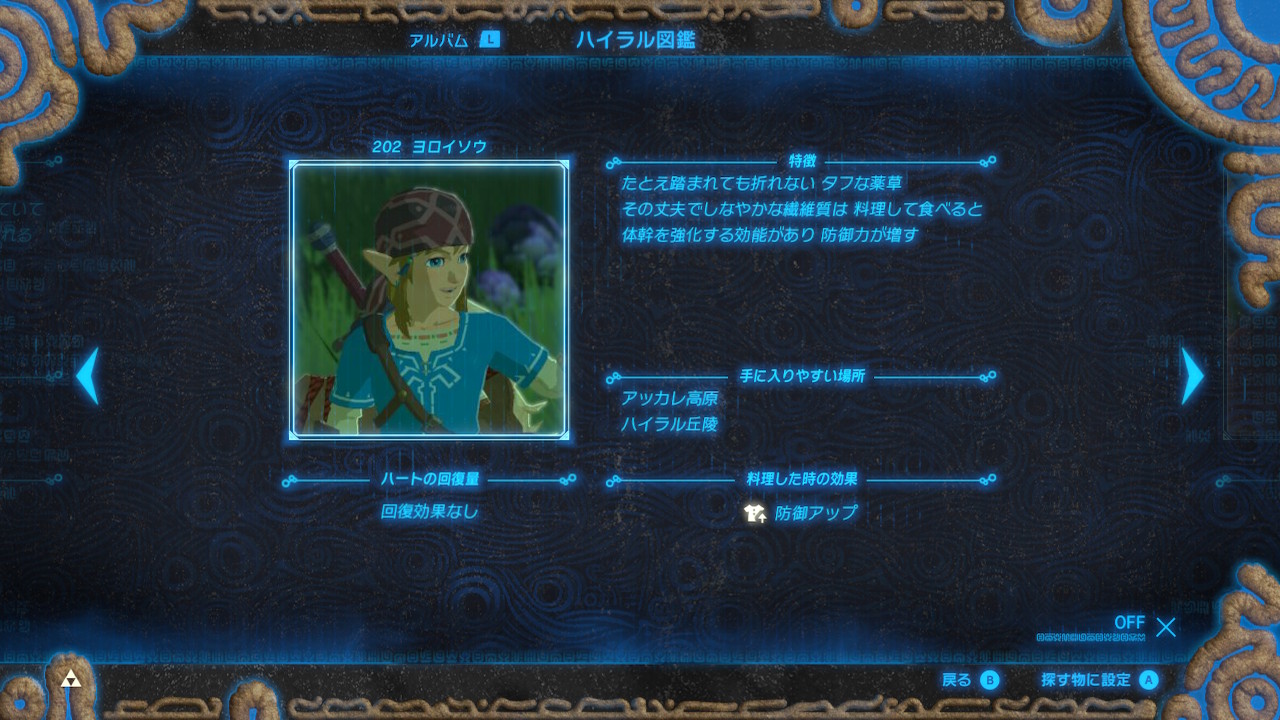 アルバム L
ハイラル図鑑
202 ヨロイソウ
特徴
たとえ踏まれても折れない タフな薬草
その丈夫でしなやかな繊維質は 料理して食べると
体幹を強化する効能があり 防御力が増す
手に入りやすい場所
アッカレ高原
ハイラル丘陵
ハートの回復量
回復効果なし
料理した時の効果
防御アップ
OFF
戻る B
探す物に設定 A